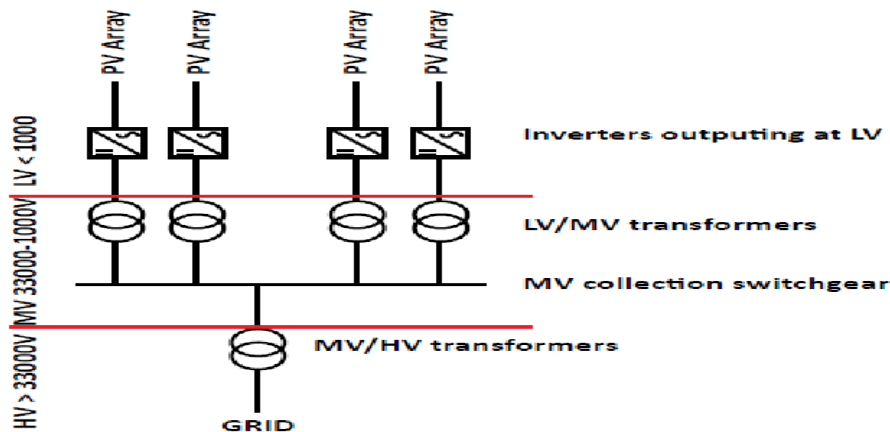 PV Array
PV Array
PV Array
PV Array
LV < 1000
Inverters outputing at LV
MV 33000-1000V
LV/MV transformers
MV collection switchgear
HV > 33000V
MV/HV transformers
GRID